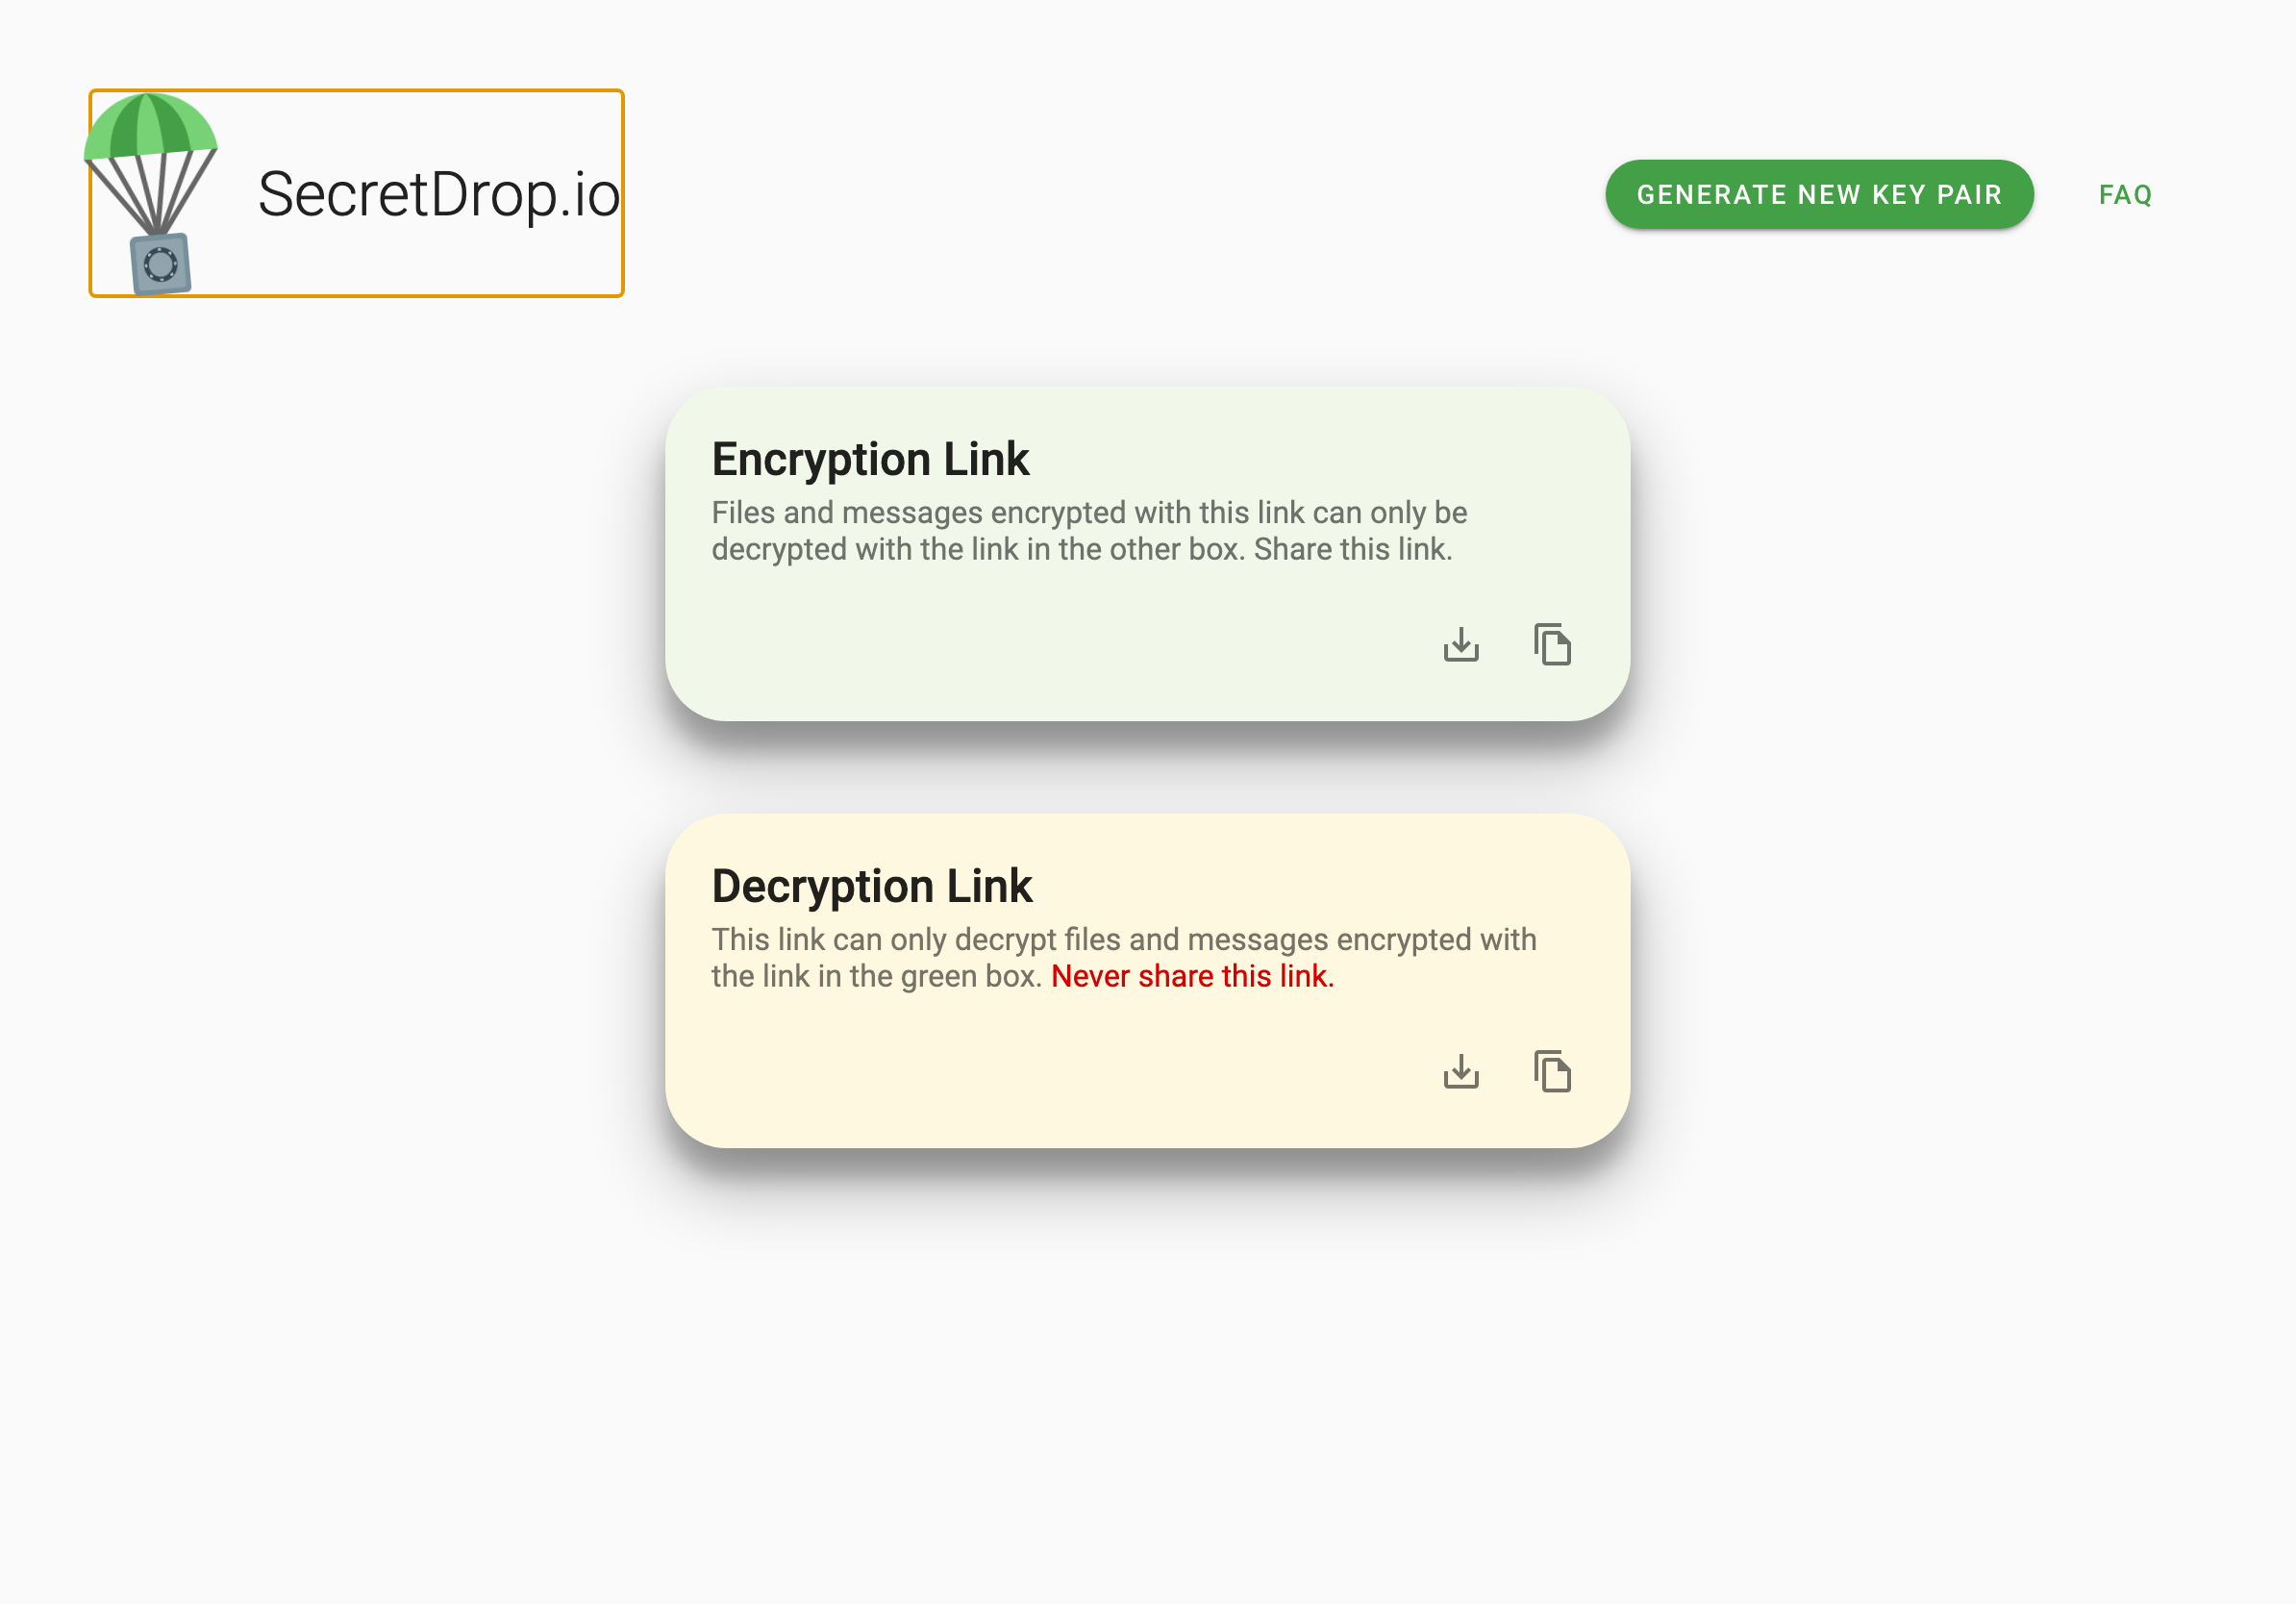 SecretDrop.io
GENERATE NEW KEY PAIR
FAQ
Encryption Link
Files and messages encrypted with this link can only be
decrypted with the link in the other box. Share this link.
Decryption Link
This link can only decrypt files and messages encrypted with
the link in the green box. Never share this link.